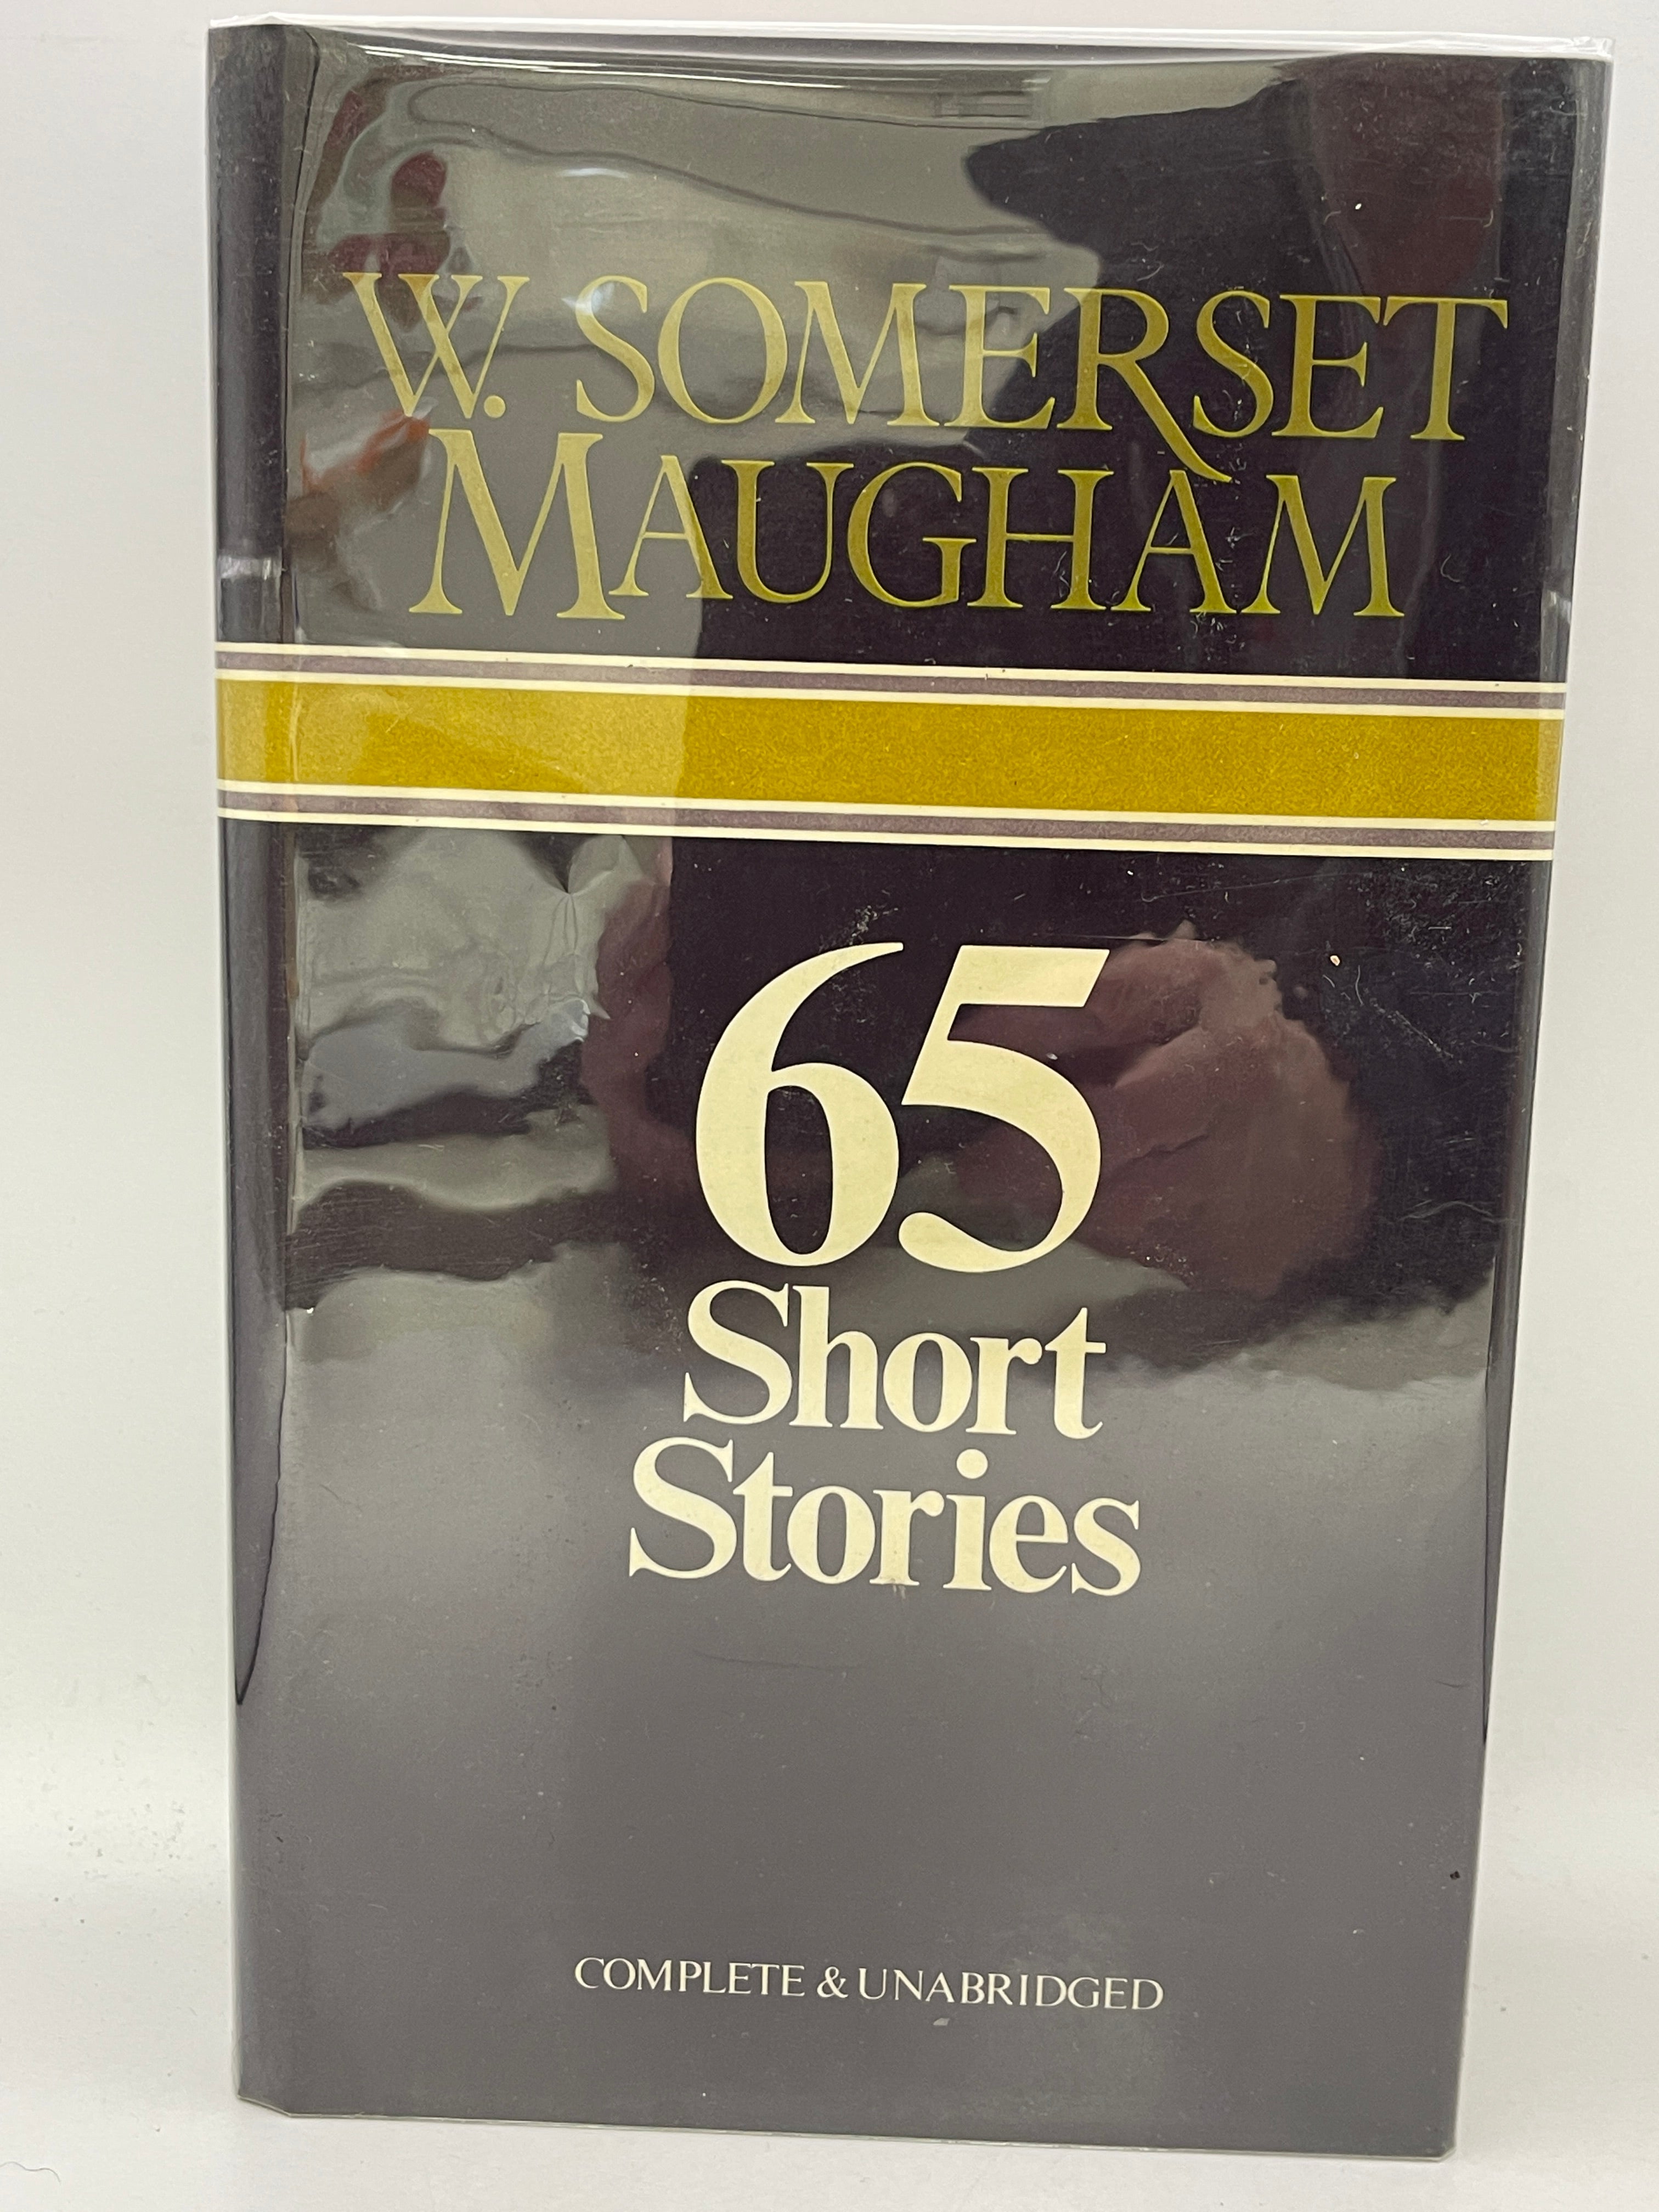 W. SOMERSET
MAUGHAM
65
Short
Stories
COMPLETE & UNABRIDGED